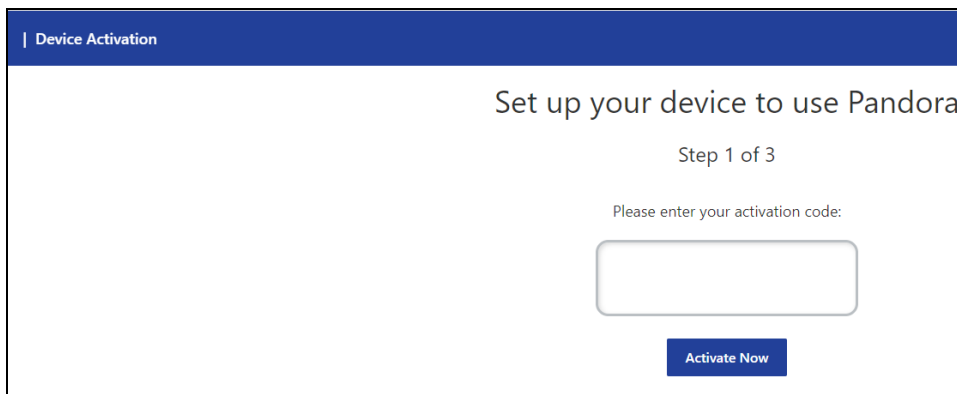 | Device Activation
Set up your device to use Pandora
Step 1 of 3
Please enter your activation code:
Activate Now